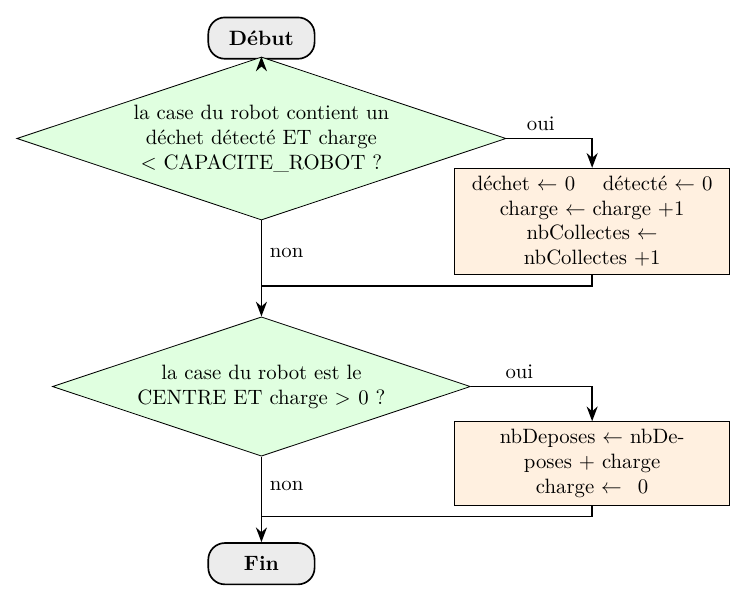 Début
la case du robot contient un
déchet détecté ET charge
< CAPACITE_ROBOT ?
oui
déchet ← 0 détecté ← 0
charge ← charge +1
nbCollectes ←
nbCollectes +1
non
la case du robot est le
CENTRE ET charge > 0 ?
oui
nbDeposes ← nbDe-
poses + charge
charge ← 0
non
Fin